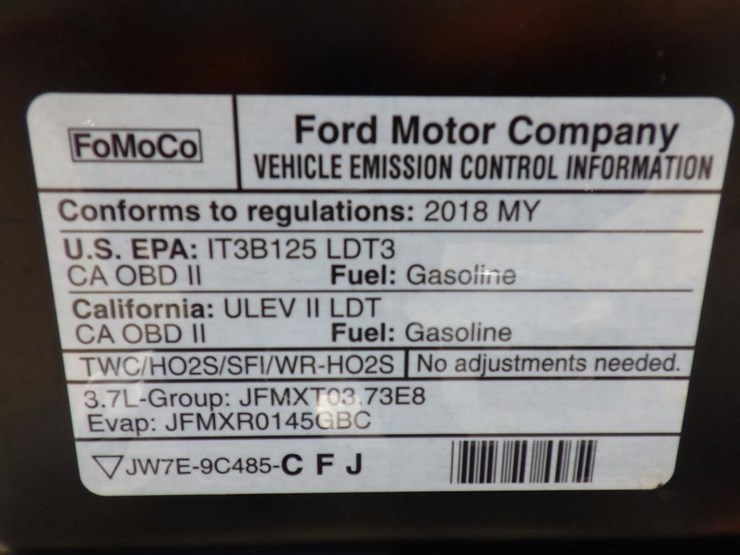 FoMoCo
Ford Motor Company
VEHICLE EMISSION CONTROL INFORMATION
Conforms to regulations: 2018 MY
U.S. EPA: IT3B125 LDT3
CA OBD II Fuel: Gasoline
California: ULEV II LDT
CA OBD II Fuel: Gasoline
TWC/HO2S/SFI/WR-HO2S No adjustments needed.
3.7L-Group: JFMXT03.73E8
Evap: JFMXR0145GBC
JW7E-9C485-C F J